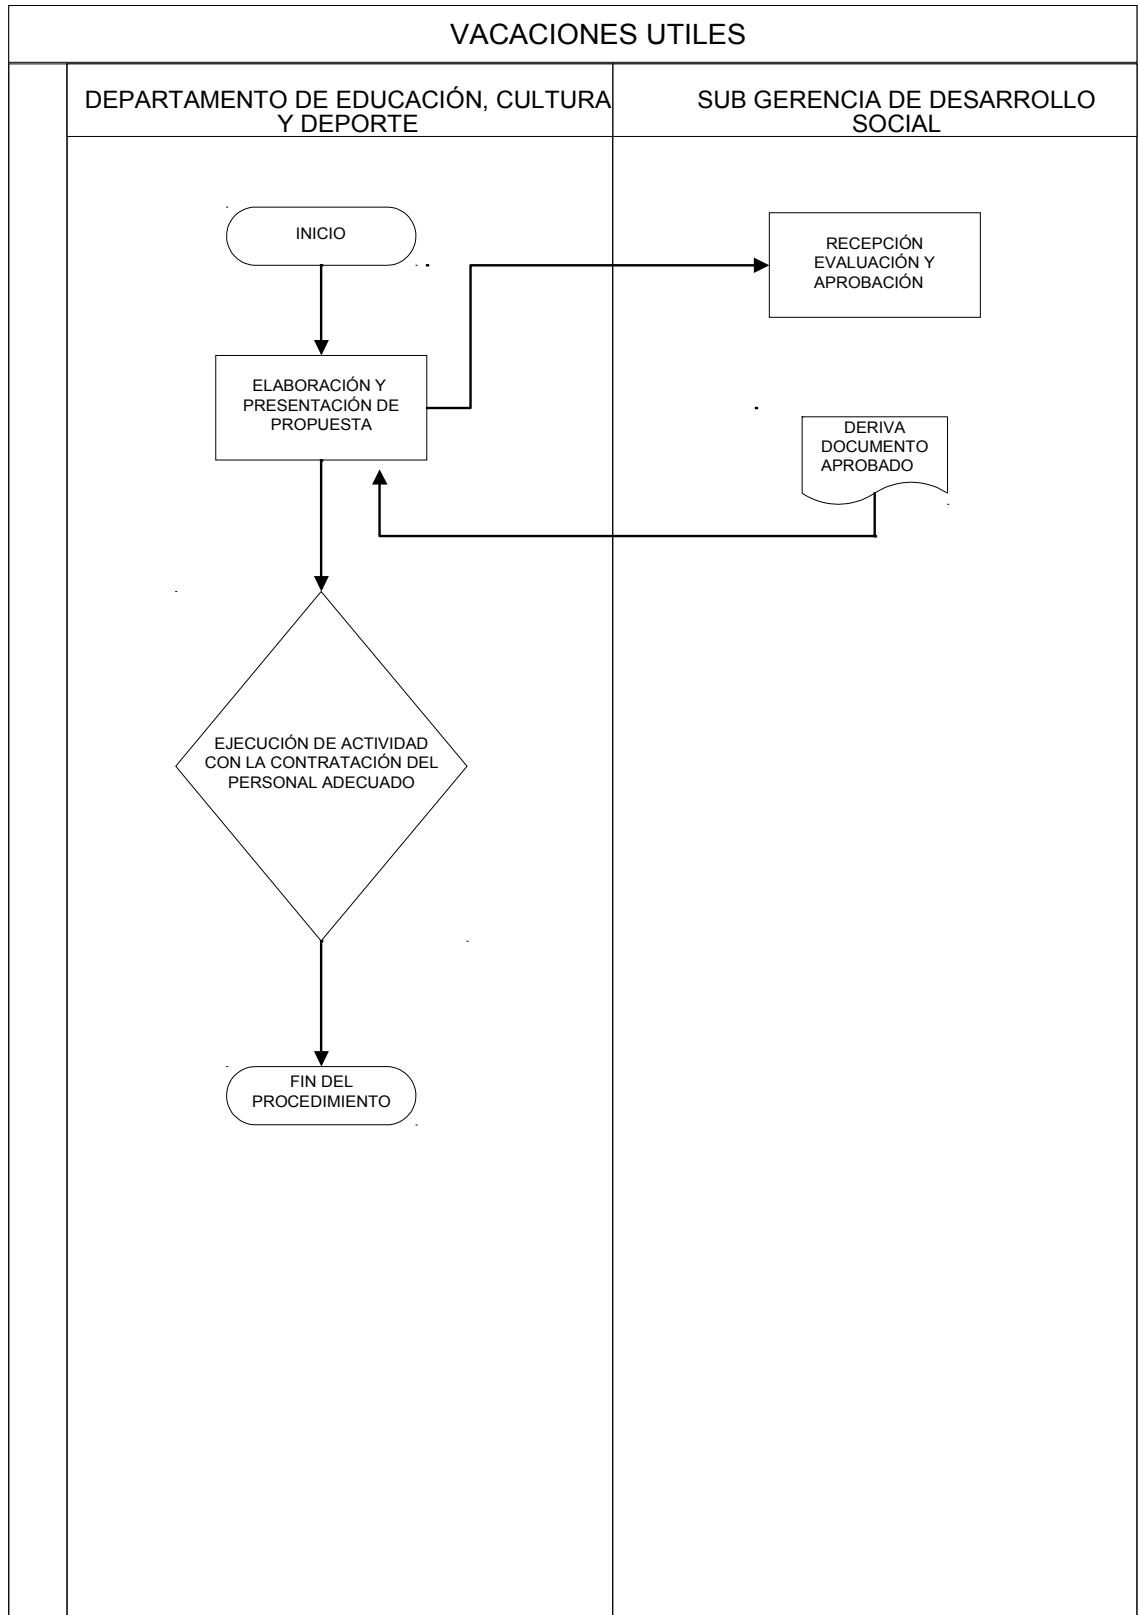 VACACIONES UTILES
DEPARTAMENTO DE EDUCACIÓN, CULTURA
Y DEPORTE
SUB GERENCIA DE DESARROLLO
SOCIAL
INICIO
RECEPCIÓN
EVALUACIÓN Y
APROBACIÓN
ELABORACIÓN Y
PRESENTACIÓN DE
PROPUESTA
DERIVA
DOCUMENTO
APROBADO
EJECUCIÓN DE ACTIVIDAD
CON LA CONTRATACIÓN DEL
PERSONAL ADECUADO
FIN DEL
PROCEDIMIENTO